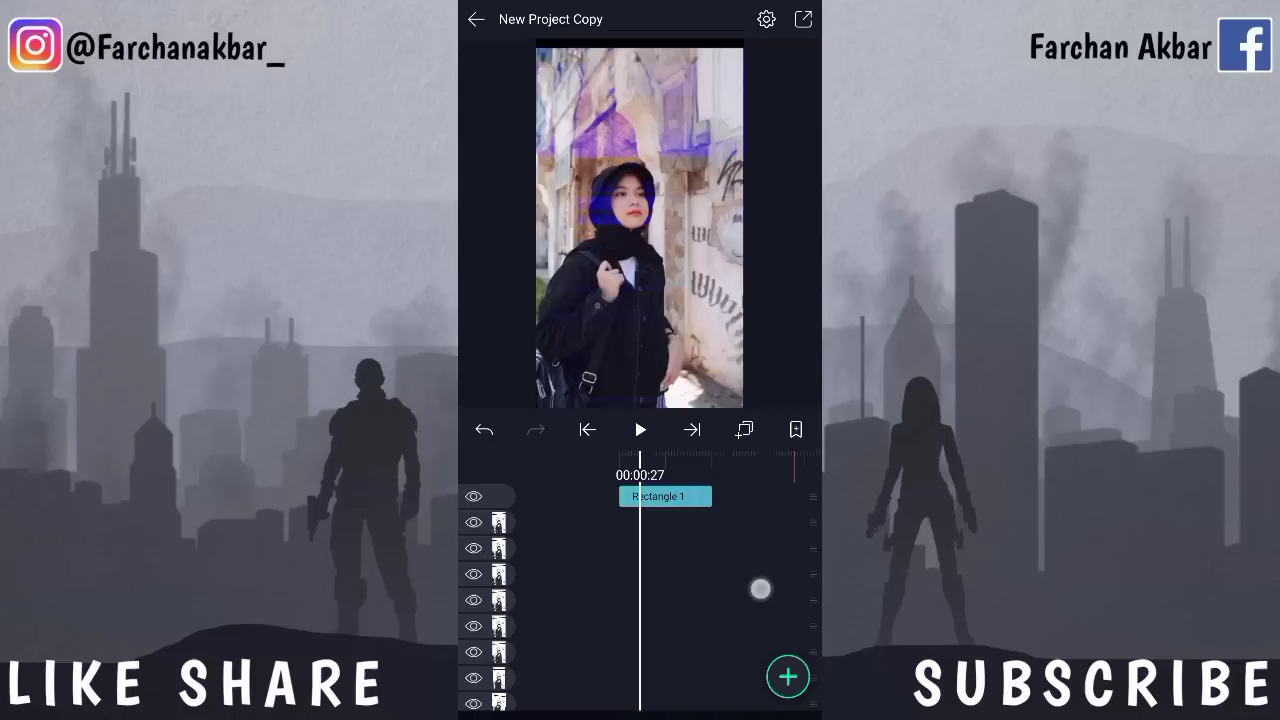 @Farchanakbar_
New Project Copy
Farchan Akbar
00:00:27
Rectangle 1
LIKE SHARE
SUBSCRIBE